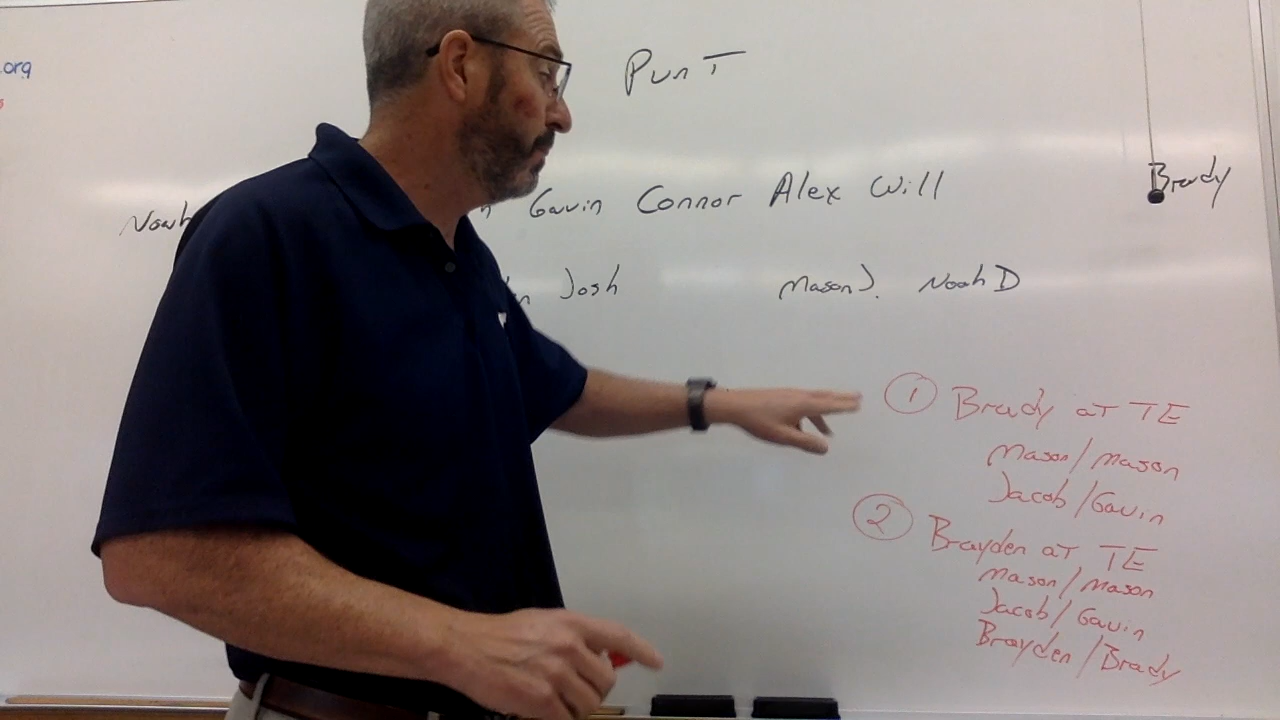 .org
Punt
Noah Gavin Connor Alex Will Brady
Josh Mason J. Noah D
① Brady at TE
Mason/Mason
Jacob/Gavin
② Brayden at TE
Mason/Mason
Jacob/Gavin
Brayden/Brady